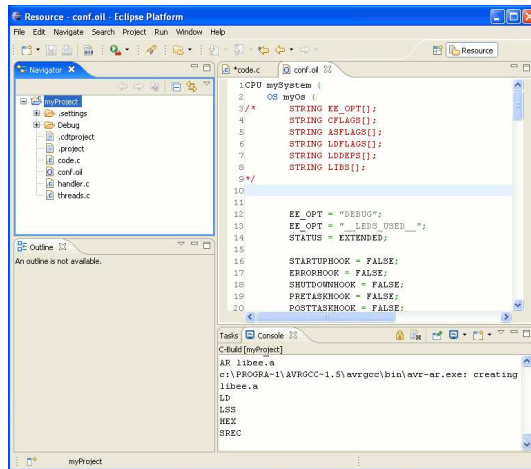 Resource - conf.oil - Eclipse Platform
File Edit Navigate Search Project Run Window Help
Resource
Navigator
myProject
.settings
Debug
.cdtproject
.project
code.c
conf.oil
handler.c
threads.c
Outline
An outline is not available.
*code.c conf.oil
1CPU mySystem {
2 OS myOs {
3/* STRING EE_OPT[];
4 STRING CFLAGS[];
5 STRING ASFLAGS[];
6 STRING LDFLAGS[];
7 STRING LDDEPS[];
8 STRING LIBS[];
9*/
10
11
12 EE_OPT = "DEBUG";
13 EE_OPT = "__LEDS_USED__";
14 STATUS = EXTENDED;
15
16 STARTUPHOOK = FALSE;
17 ERRORHOOK = FALSE;
18 SHUTDOWNHOOK = FALSE;
19 PRETASKHOOK = FALSE;
20 POSTTASKHOOK = FALSE;
Tasks Console
C-Build [myProject]
AR libee.a
c:\PROGRA~1\AVRGCC~1.5\avrgcc\bin\avr-ar.exe: creating
libee.a
LD
LSS
HEX
SREC
myProject